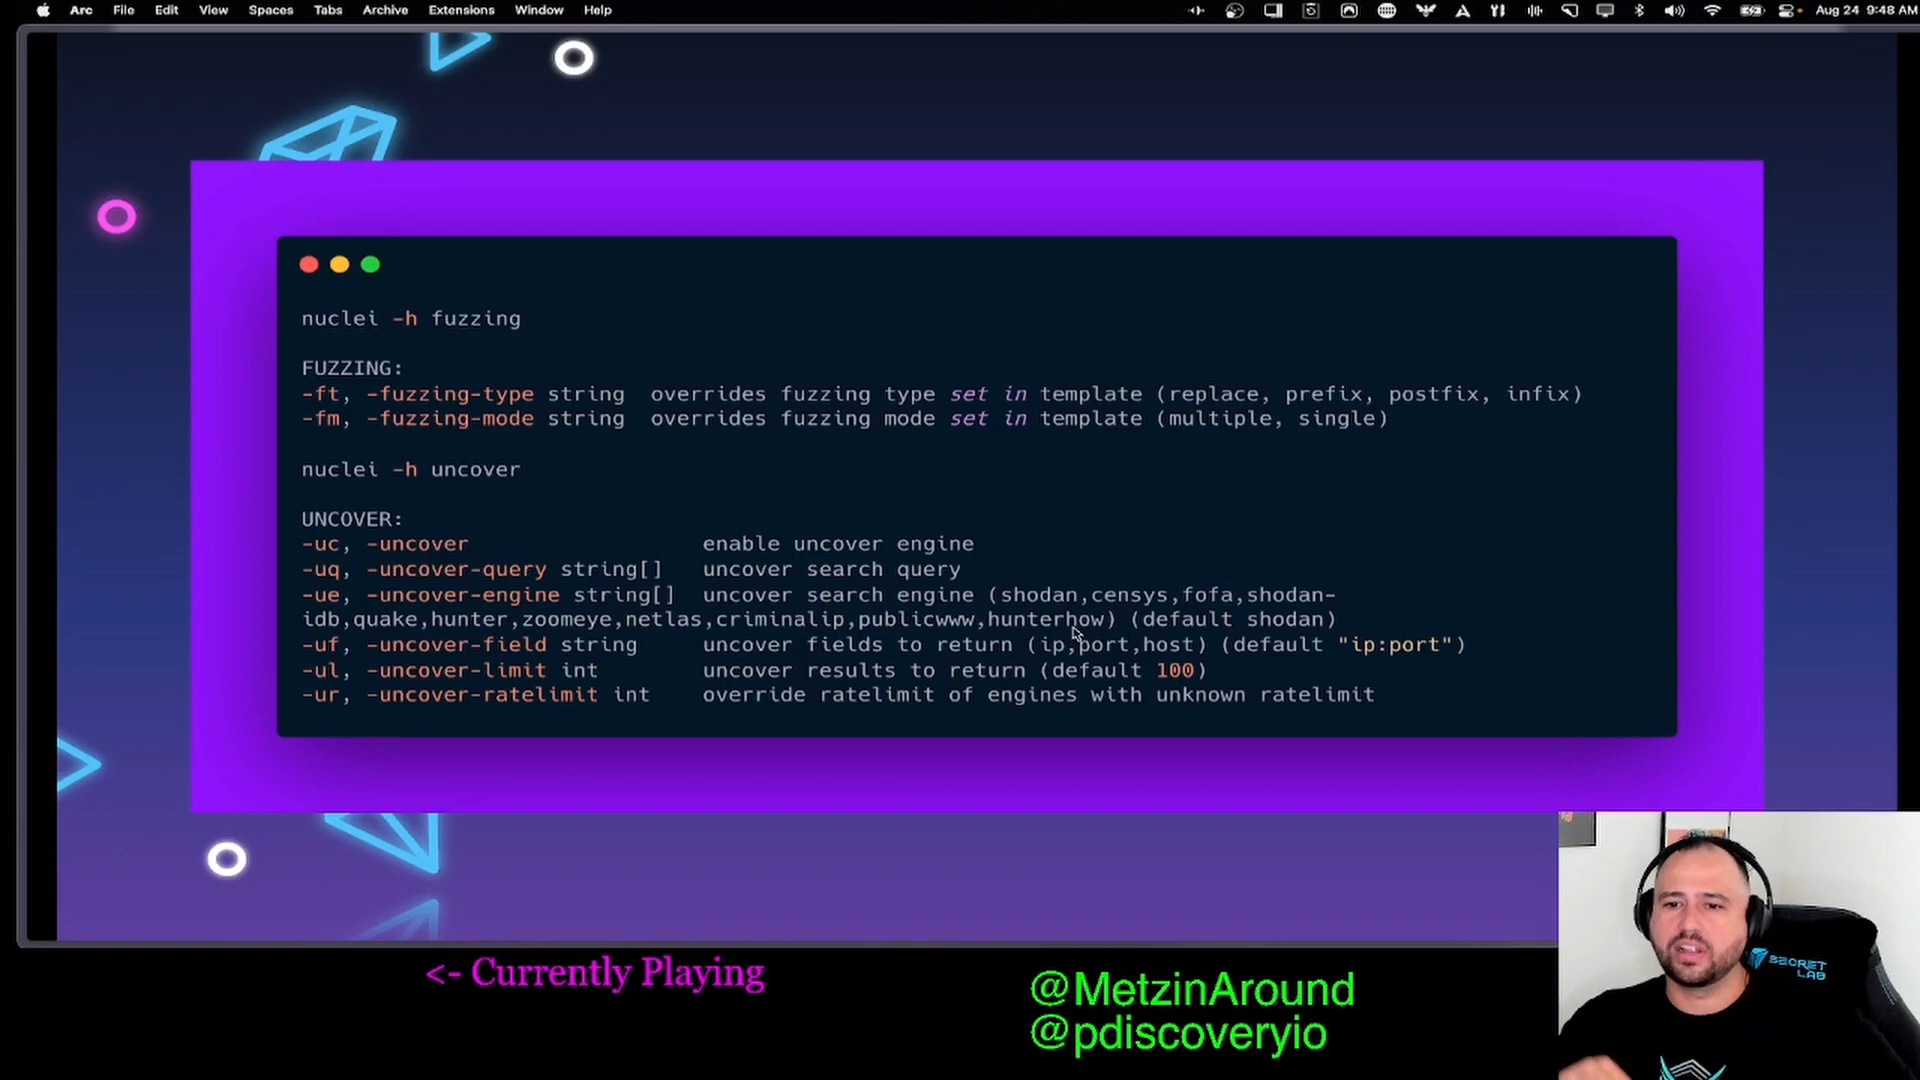 Arc File Edit View Spaces Tabs Archive Extensions Window Help Aug 24 9:48 AM
nuclei -h fuzzing
FUZZING:
-ft, -fuzzing-type string overrides fuzzing type set in template (replace, prefix, postfix, infix)
-fm, -fuzzing-mode string overrides fuzzing mode set in template (multiple, single)
nuclei -h uncover
UNCOVER:
-uc, -uncover enable uncover engine
-uq, -uncover-query string[] uncover search query
-ue, -uncover-engine string[] uncover search engine (shodan,censys,fofa,shodan-
idb,quake,hunter,zoomeye,netlas,criminalip,publicwww,hunterhow) (default shodan)
-uf, -uncover-field string uncover fields to return (ip,port,host) (default "ip:port")
-ul, -uncover-limit int uncover results to return (default 100)
-ur, -uncover-ratelimit int override ratelimit of engines with unknown ratelimit
<- Currently Playing
@MetzinAround
@pdiscoveryio
SECRET
LAB